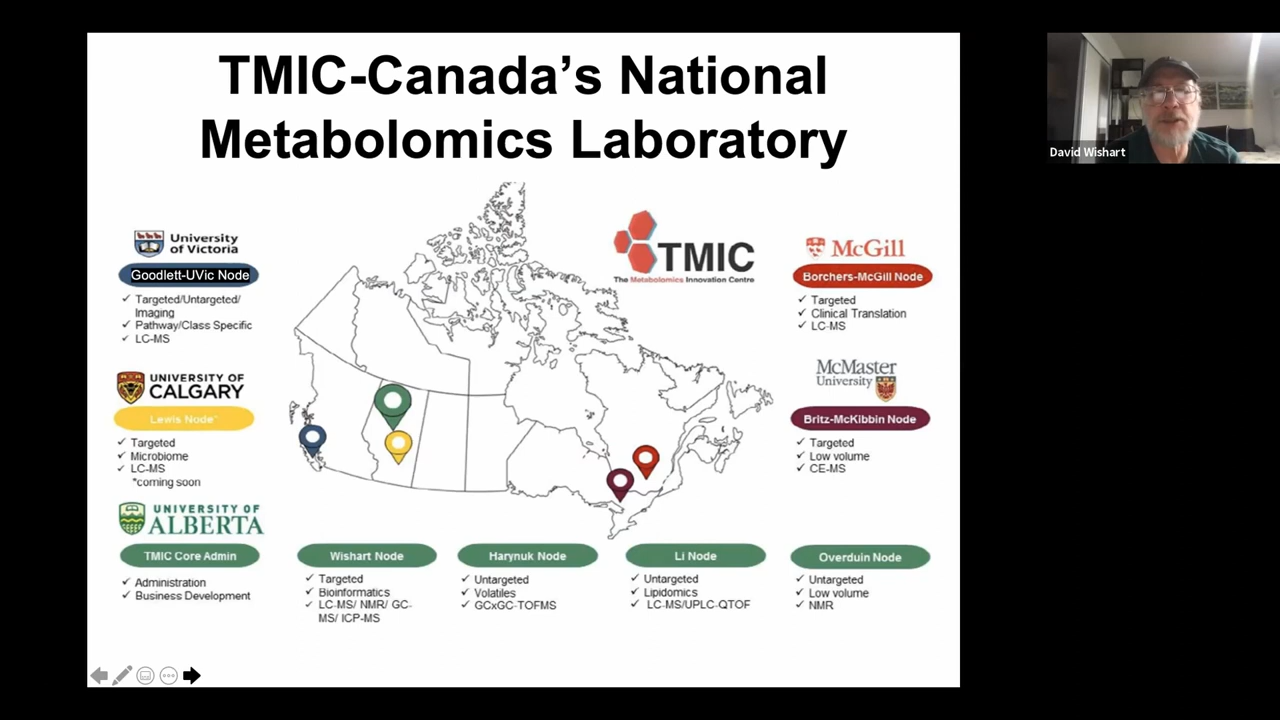 TMIC-Canada's National
Metabolomics Laboratory
David Wishart
University
of Victoria
Goodlett-UVic Node
✓ Targeted/Untargeted/
Imaging
✓ Pathway/Class Specific
✓ LC-MS
UNIVERSITY OF
CALGARY
Lewis Node*
✓ Targeted
✓ Microbiome
✓ LC-MS
*coming soon
UNIVERSITY OF
ALBERTA
TMIC Core Admin
✓ Administration
✓ Business Development
TMIC
The Metabolomics Innovation Centre
McGill
Borchers-McGill Node
✓ Targeted
✓ Clinical Translation
✓ LC-MS
McMaster
University
Britz-McKibbin Node
✓ Targeted
✓ Low volume
✓ CE-MS
Wishart Node
✓ Targeted
✓ Bioinformatics
✓ LC-MS/ NMR/ GC-
MS/ ICP-MS
Harynuk Node
✓ Untargeted
✓ Volatiles
✓ GCxGC-TOFMS
Li Node
✓ Untargeted
✓ Lipidomics
✓ LC-MS/UPLC-QTOF
Overduin Node
✓ Untargeted
✓ Low volume
✓ NMR